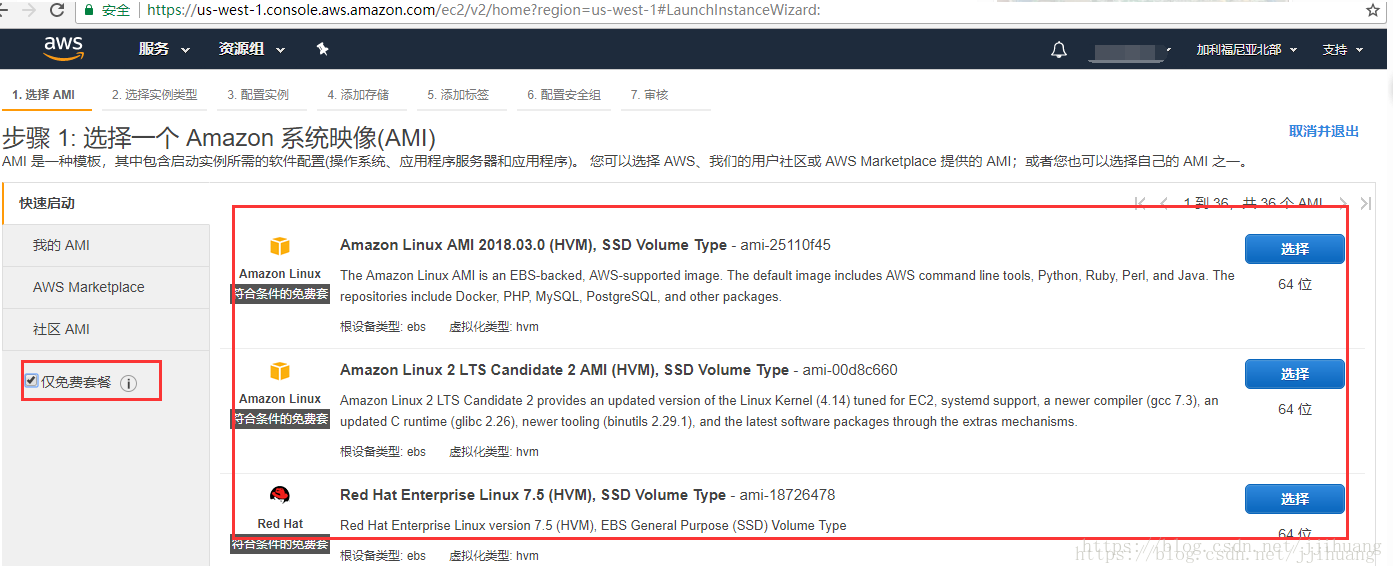 安全 https://us-west-1.console.aws.amazon.com/ec2/v2/home?region=us-west-1#LaunchInstanceWizard:
aws 服务 资源组 加利福尼亚北部 支持
1. 选择 AMI 2. 选择实例类型 3. 配置实例 4. 添加存储 5. 添加标签 6. 配置安全组 7. 审核
步骤 1: 选择一个 Amazon 系统映像(AMI)
取消并退出
AMI 是一种模板，其中包含启动实例所需的软件配置(操作系统、应用程序服务器和应用程序)。 您可以选择 AWS、我们的用户社区或 AWS Marketplace 提供的 AMI；或者您也可以选择自己的 AMI 之一。
快速启动
我的 AMI
AWS Marketplace
社区 AMI
仅免费套餐
1 到 36，共 36 个 AMI
Amazon Linux
符合条件的免费套
Amazon Linux AMI 2018.03.0 (HVM), SSD Volume Type - ami-25110f45
The Amazon Linux AMI is an EBS-backed, AWS-supported image. The default image includes AWS command line tools, Python, Ruby, Perl, and Java. The
repositories include Docker, PHP, MySQL, PostgreSQL, and other packages.
根设备类型: ebs 虚拟化类型: hvm
选择
64 位
Amazon Linux
符合条件的免费套
Amazon Linux 2 LTS Candidate 2 AMI (HVM), SSD Volume Type - ami-00d8c660
Amazon Linux 2 LTS Candidate 2 provides an updated version of the Linux Kernel (4.14) tuned for EC2, systemd support, a newer compiler (gcc 7.3), an
updated C runtime (glibc 2.26), newer tooling (binutils 2.29.1), and the latest software packages through the extras mechanisms.
根设备类型: ebs 虚拟化类型: hvm
选择
64 位
Red Hat
符合条件的免费套
Red Hat Enterprise Linux 7.5 (HVM), SSD Volume Type - ami-18726478
Red Hat Enterprise Linux version 7.5 (HVM), EBS General Purpose (SSD) Volume Type
根设备类型: ebs 虚拟化类型: hvm
选择
64 位
https://blog.csdn.net/jjihuang
https://blog.csdn.net/jjihuang